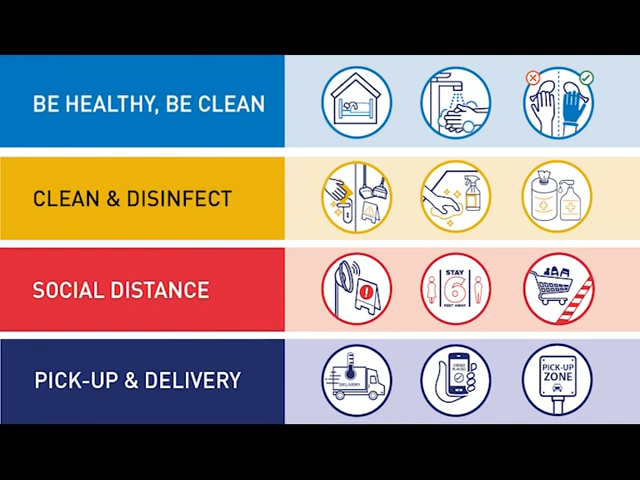 BE HEALTHY, BE CLEAN
CLEAN & DISINFECT
SOCIAL DISTANCE
STAY
6
FEET AWAY
PICK-UP & DELIVERY
DELIVERY
PICK-UP
ZONE